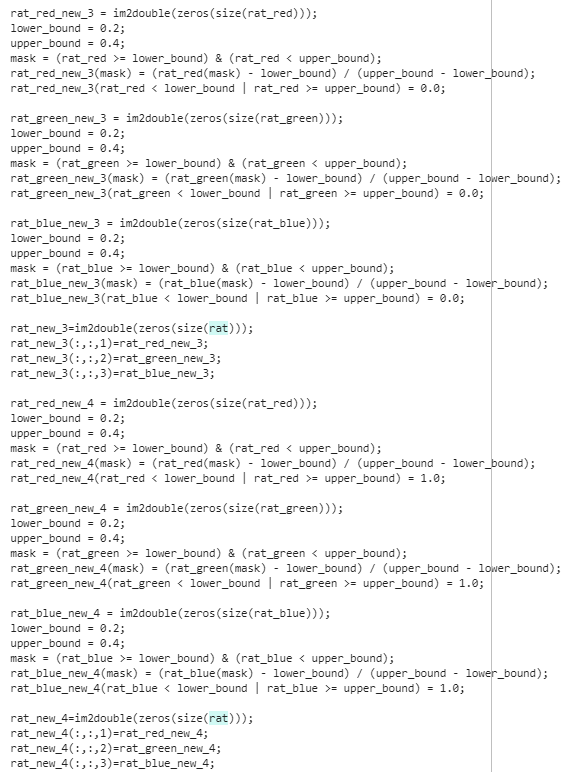 rat_red_new_3 = im2double(zeros(size(rat_red)));
lower_bound = 0.2;
upper_bound = 0.4;
mask = (rat_red >= lower_bound) & (rat_red < upper_bound);
rat_red_new_3(mask) = (rat_red(mask) - lower_bound) / (upper_bound - lower_bound);
rat_red_new_3(rat_red < lower_bound | rat_red >= upper_bound) = 0.0;

rat_green_new_3 = im2double(zeros(size(rat_green)));
lower_bound = 0.2;
upper_bound = 0.4;
mask = (rat_green >= lower_bound) & (rat_green < upper_bound);
rat_green_new_3(mask) = (rat_green(mask) - lower_bound) / (upper_bound - lower_bound);
rat_green_new_3(rat_green < lower_bound | rat_green >= upper_bound) = 0.0;

rat_blue_new_3 = im2double(zeros(size(rat_blue)));
lower_bound = 0.2;
upper_bound = 0.4;
mask = (rat_blue >= lower_bound) & (rat_blue < upper_bound);
rat_blue_new_3(mask) = (rat_blue(mask) - lower_bound) / (upper_bound - lower_bound);
rat_blue_new_3(rat_blue < lower_bound | rat_blue >= upper_bound) = 0.0;

rat_new_3=im2double(zeros(size(rat)));
rat_new_3(:,:,1)=rat_red_new_3;
rat_new_3(:,:,2)=rat_green_new_3;
rat_new_3(:,:,3)=rat_blue_new_3;

rat_red_new_4 = im2double(zeros(size(rat_red)));
lower_bound = 0.2;
upper_bound = 0.4;
mask = (rat_red >= lower_bound) & (rat_red < upper_bound);
rat_red_new_4(mask) = (rat_red(mask) - lower_bound) / (upper_bound - lower_bound);
rat_red_new_4(rat_red < lower_bound | rat_red >= upper_bound) = 1.0;

rat_green_new_4 = im2double(zeros(size(rat_green)));
lower_bound = 0.2;
upper_bound = 0.4;
mask = (rat_green >= lower_bound) & (rat_green < upper_bound);
rat_green_new_4(mask) = (rat_green(mask) - lower_bound) / (upper_bound - lower_bound);
rat_green_new_4(rat_green < lower_bound | rat_green >= upper_bound) = 1.0;

rat_blue_new_4 = im2double(zeros(size(rat_blue)));
lower_bound = 0.2;
upper_bound = 0.4;
mask = (rat_blue >= lower_bound) & (rat_blue < upper_bound);
rat_blue_new_4(mask) = (rat_blue(mask) - lower_bound) / (upper_bound - lower_bound);
rat_blue_new_4(rat_blue < lower_bound | rat_blue >= upper_bound) = 1.0;

rat_new_4=im2double(zeros(size(rat)));
rat_new_4(:,:,1)=rat_red_new_4;
rat_new_4(:,:,2)=rat_green_new_4;
rat_new_4(:,:,3)=rat_blue_new_4;